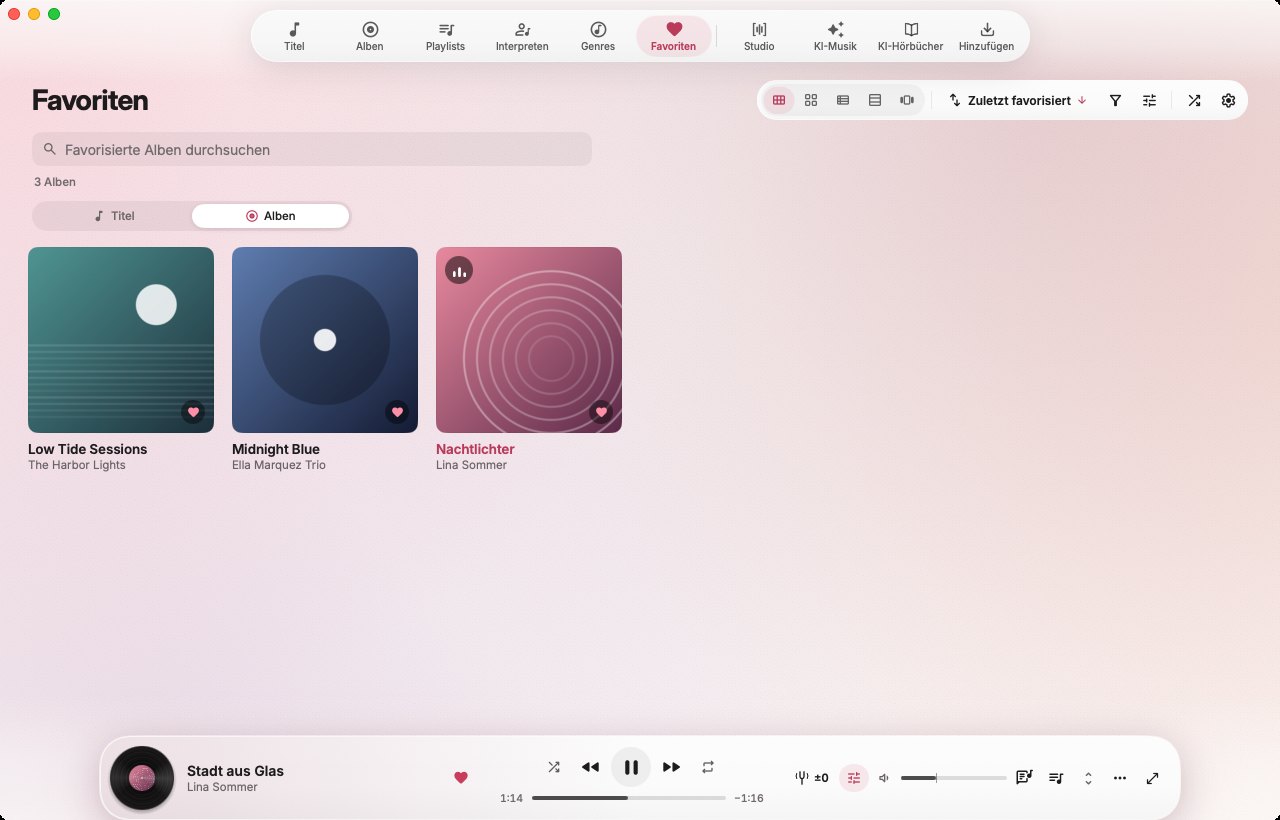 Titel
Alben
Playlists
Interpreten
Genres
Favoriten
Studio
KI-Musik
KI-Hörbücher
Hinzufügen
Favoriten
Zuletzt favorisiert
Favorisierte Alben durchsuchen
3 Alben
Titel
Alben
Low Tide Sessions
The Harbor Lights
Midnight Blue
Ella Marquez Trio
Nachtlichter
Lina Sommer
Stadt aus Glas
Lina Sommer
1:14
−1:16
±0